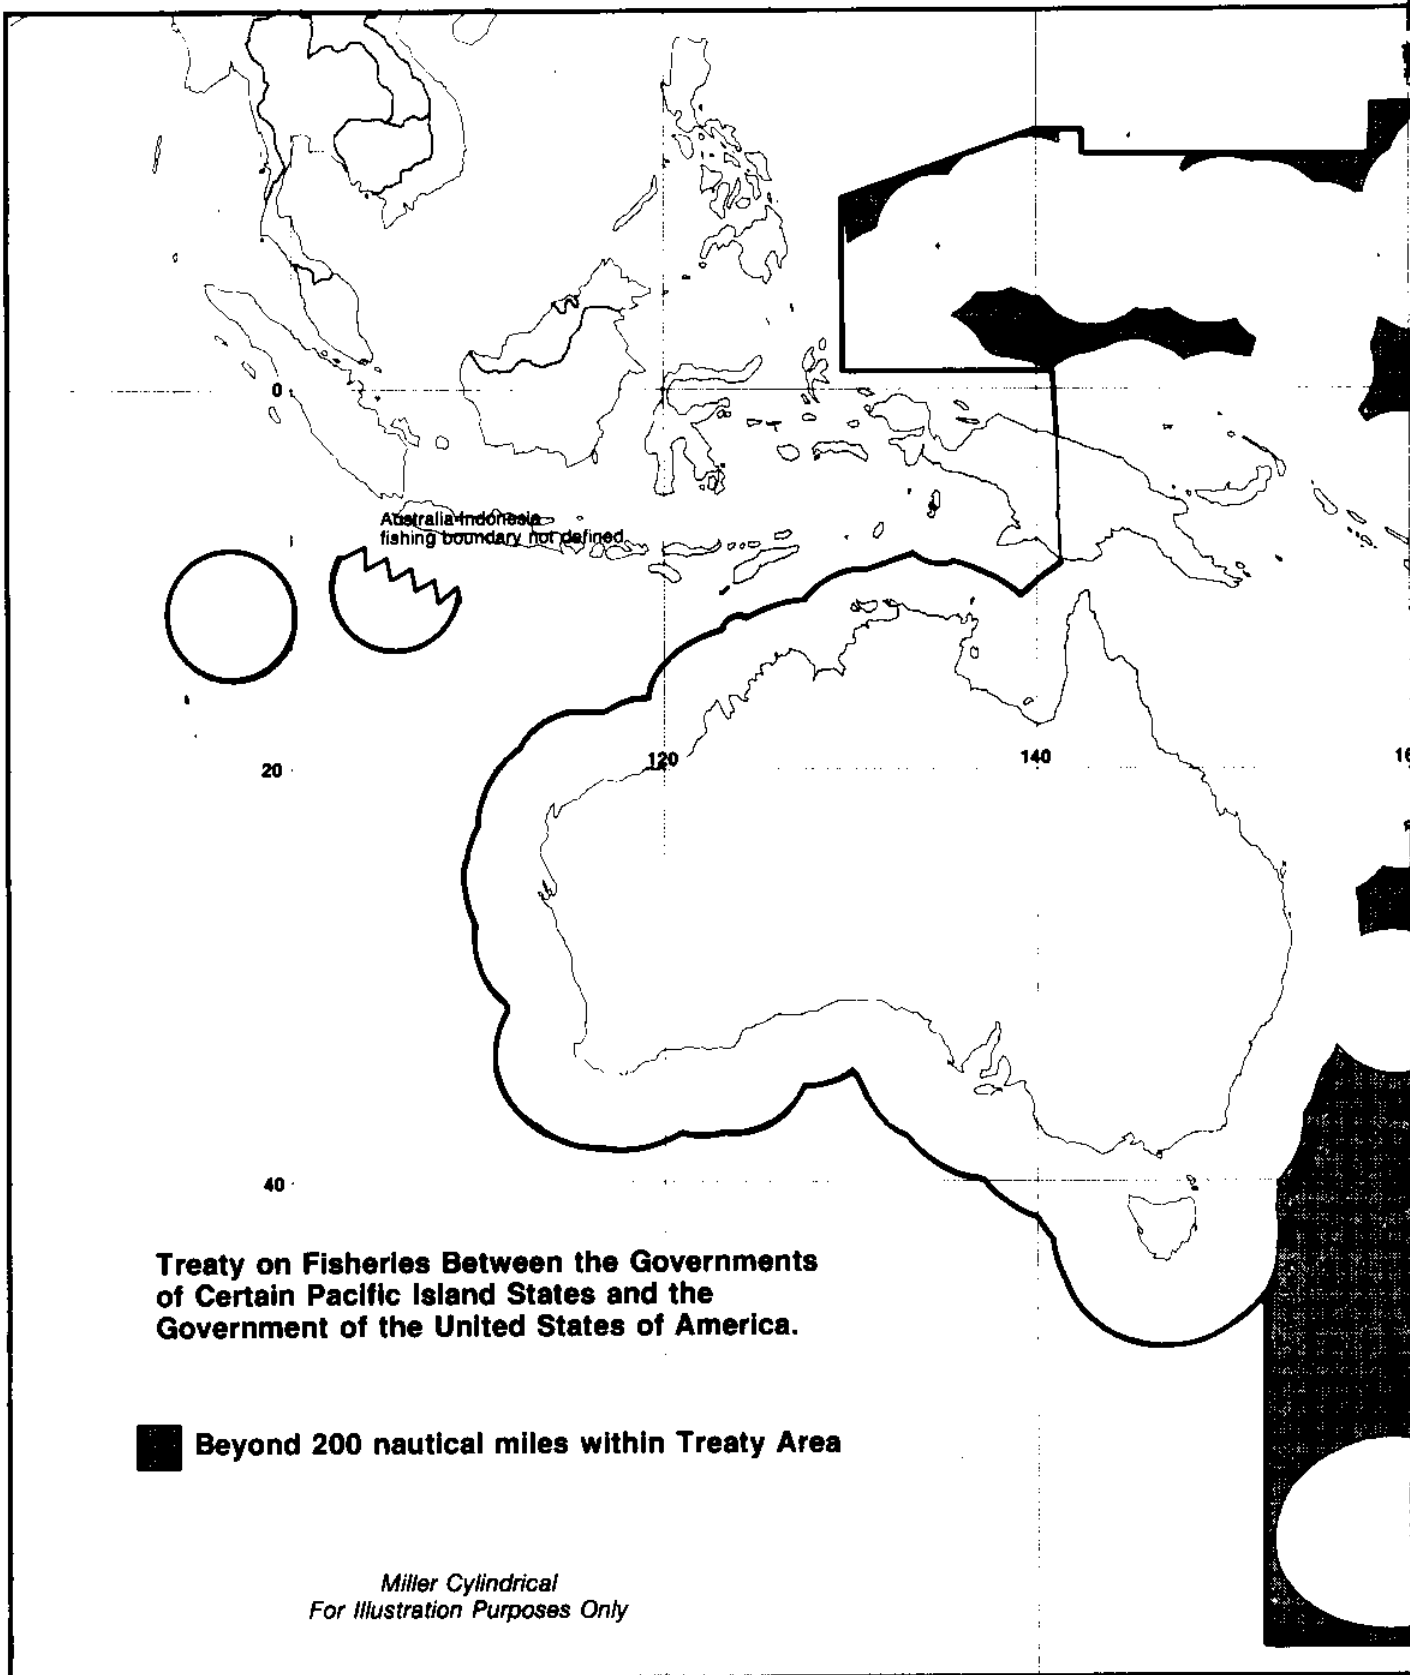 0
Australia-Indonesia
fishing boundary not defined
120
140
20
40
Treaty on Fisheries Between the Governments
of Certain Pacific Island States and the
Government of the United States of America.
Beyond 200 nautical miles within Treaty Area
Miller Cylindrical
For Illustration Purposes Only